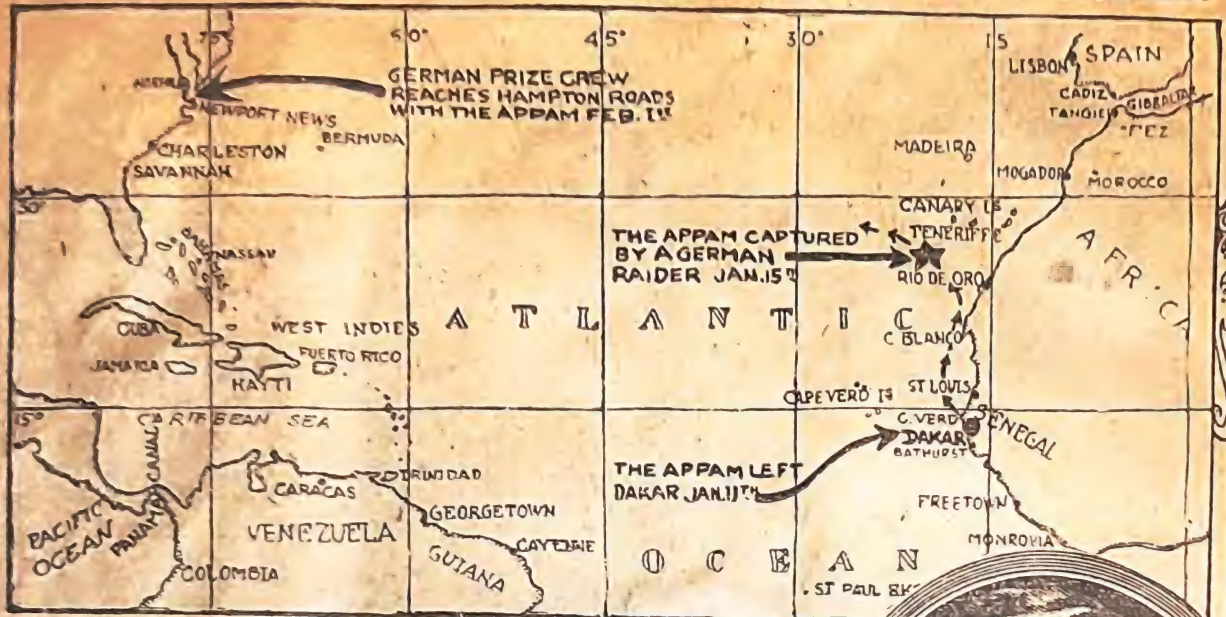 75°
60°
45°
30°
15
GERMAN PRIZE CREW
REACHES HAMPTON ROADS
WITH THE APPAM FEB. 1ST
NEWPORT NEWS
BERMUDA
CHARLESTON
SAVANNAH
LISBON
SPAIN
CADIZ
GIBRALTAR
TANGIER
FEZ
MADEIRA
MOGADOR
MOROCCO
30°
CANARY IS
TENERIFFE
THE APPAM CAPTURED
BY A GERMAN
RAIDER JAN. 15TH
RIO DE ORO
AFRICA
NASSAU
CUBA
WEST INDIES
ATLANTIC
C BLANCO
JAMAICA
HAYTI
PUERTO RICO
CAPE VERD IS
ST LOUIS
15°
CARIBBEAN SEA
C. VERD
SENEGAL
DAKAR
BATHURST
THE APPAM LEFT
DAKAR JAN. 11TH
TRINIDAD
CARACAS
GEORGETOWN
FREETOWN
PACIFIC
OCEAN
PANAMA
CANAL
VENEZUELA
CAYENNE
GUIANA
MONROVIA
COLOMBIA
OCEAN
ST PAUL